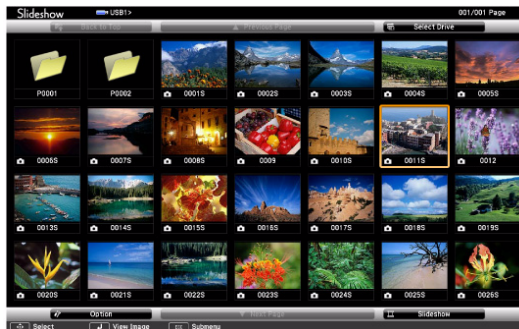 Slideshow USB1> 001/001 Page
Back to Top Previous Page Select Drive
P0001 P0002 0001S 0002S 0003S 0004S 0005S
0006S 0007S 0008S 0009 0010S 0011S 0012
0013S 0014S 0015S 0016S 0017S 0018S 0019S
0020S 0021S 0022S 0023S 0024S 0025S 0026S
Option Next Page Slideshow
Select View Image Submenu